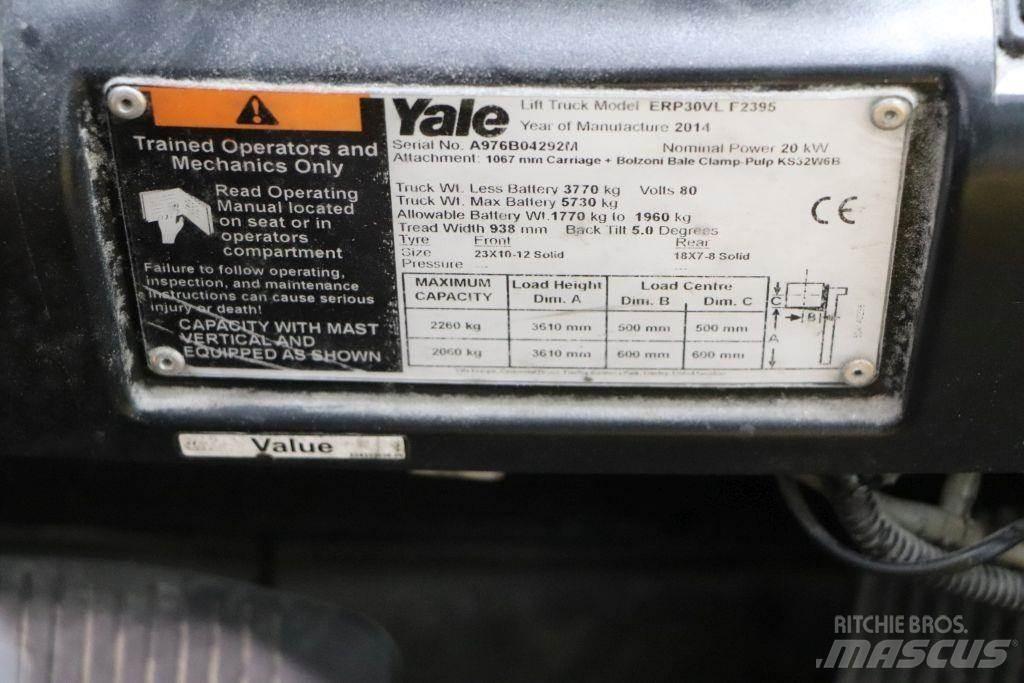 Trained Operators and
Mechanics Only
Read Operating
Manual located
on seat or in
operators
compartment
Failure to follow operating,
inspection, and maintenance
instructions can cause serious
injury or death!
CAPACITY WITH MAST
VERTICAL AND
EQUIPPED AS SHOWN
Yale
Lift Truck Model ERP30VL F2395
Year of Manufacture 2014
Serial No. A976B04292M Nominal Power 20 kW
Attachment: 1067 mm Carriage + Bolzoni Bale Clamp-Pulp KS32W6B
Truck Wt. Less Battery 3770 kg Volts 80
Truck Wt. Max Battery 5730 kg
Allowable Battery Wt. 1770 kg to 1960 kg
Tread Width 938 mm Back Tilt 5.0 Degrees
Tyre Front Rear
Size 23X10-12 Solid 18X7-8 Solid
Pressure ... ...
CE
MAXIMUM CAPACITY Load Height Dim. A Load Centre Dim. B Dim. C
2260 kg 3610 mm 500 mm 500 mm
2060 kg 3610 mm 600 mm 600 mm
C
B
A
Value
RITCHIE BROS.
MASCUS